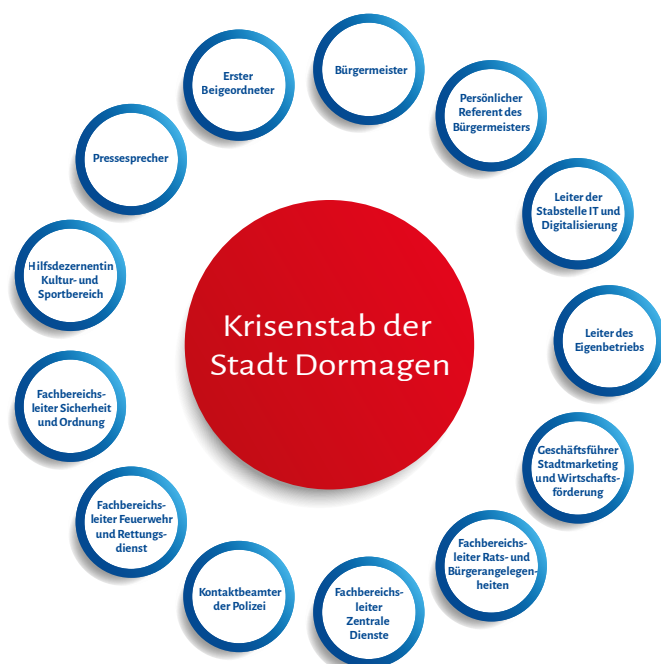 Krisenstab der
Stadt Dormagen
Bürgermeister
Persönlicher
Referent des
Bürgermeisters
Leiter der
Stabstelle IT und
Digitalisierung
Leiter des
Eigenbetriebs
Geschäftsführer
Stadtmarketing
und Wirtschafts-
förderung
Fachbereichs-
leiter Rats- und
Bürgerangelegen-
heiten
Fachbereichs-
leiter
Zentrale
Dienste
Kontaktbeamter
der Polizei
Fachbereichs-
leiter Feuerwehr
und Rettungs-
dienst
Fachbereichs-
leiter Sicherheit
und Ordnung
Hilfsdezernentin
Kultur- und
Sportbereich
Pressesprecher
Erster
Beigeordneter